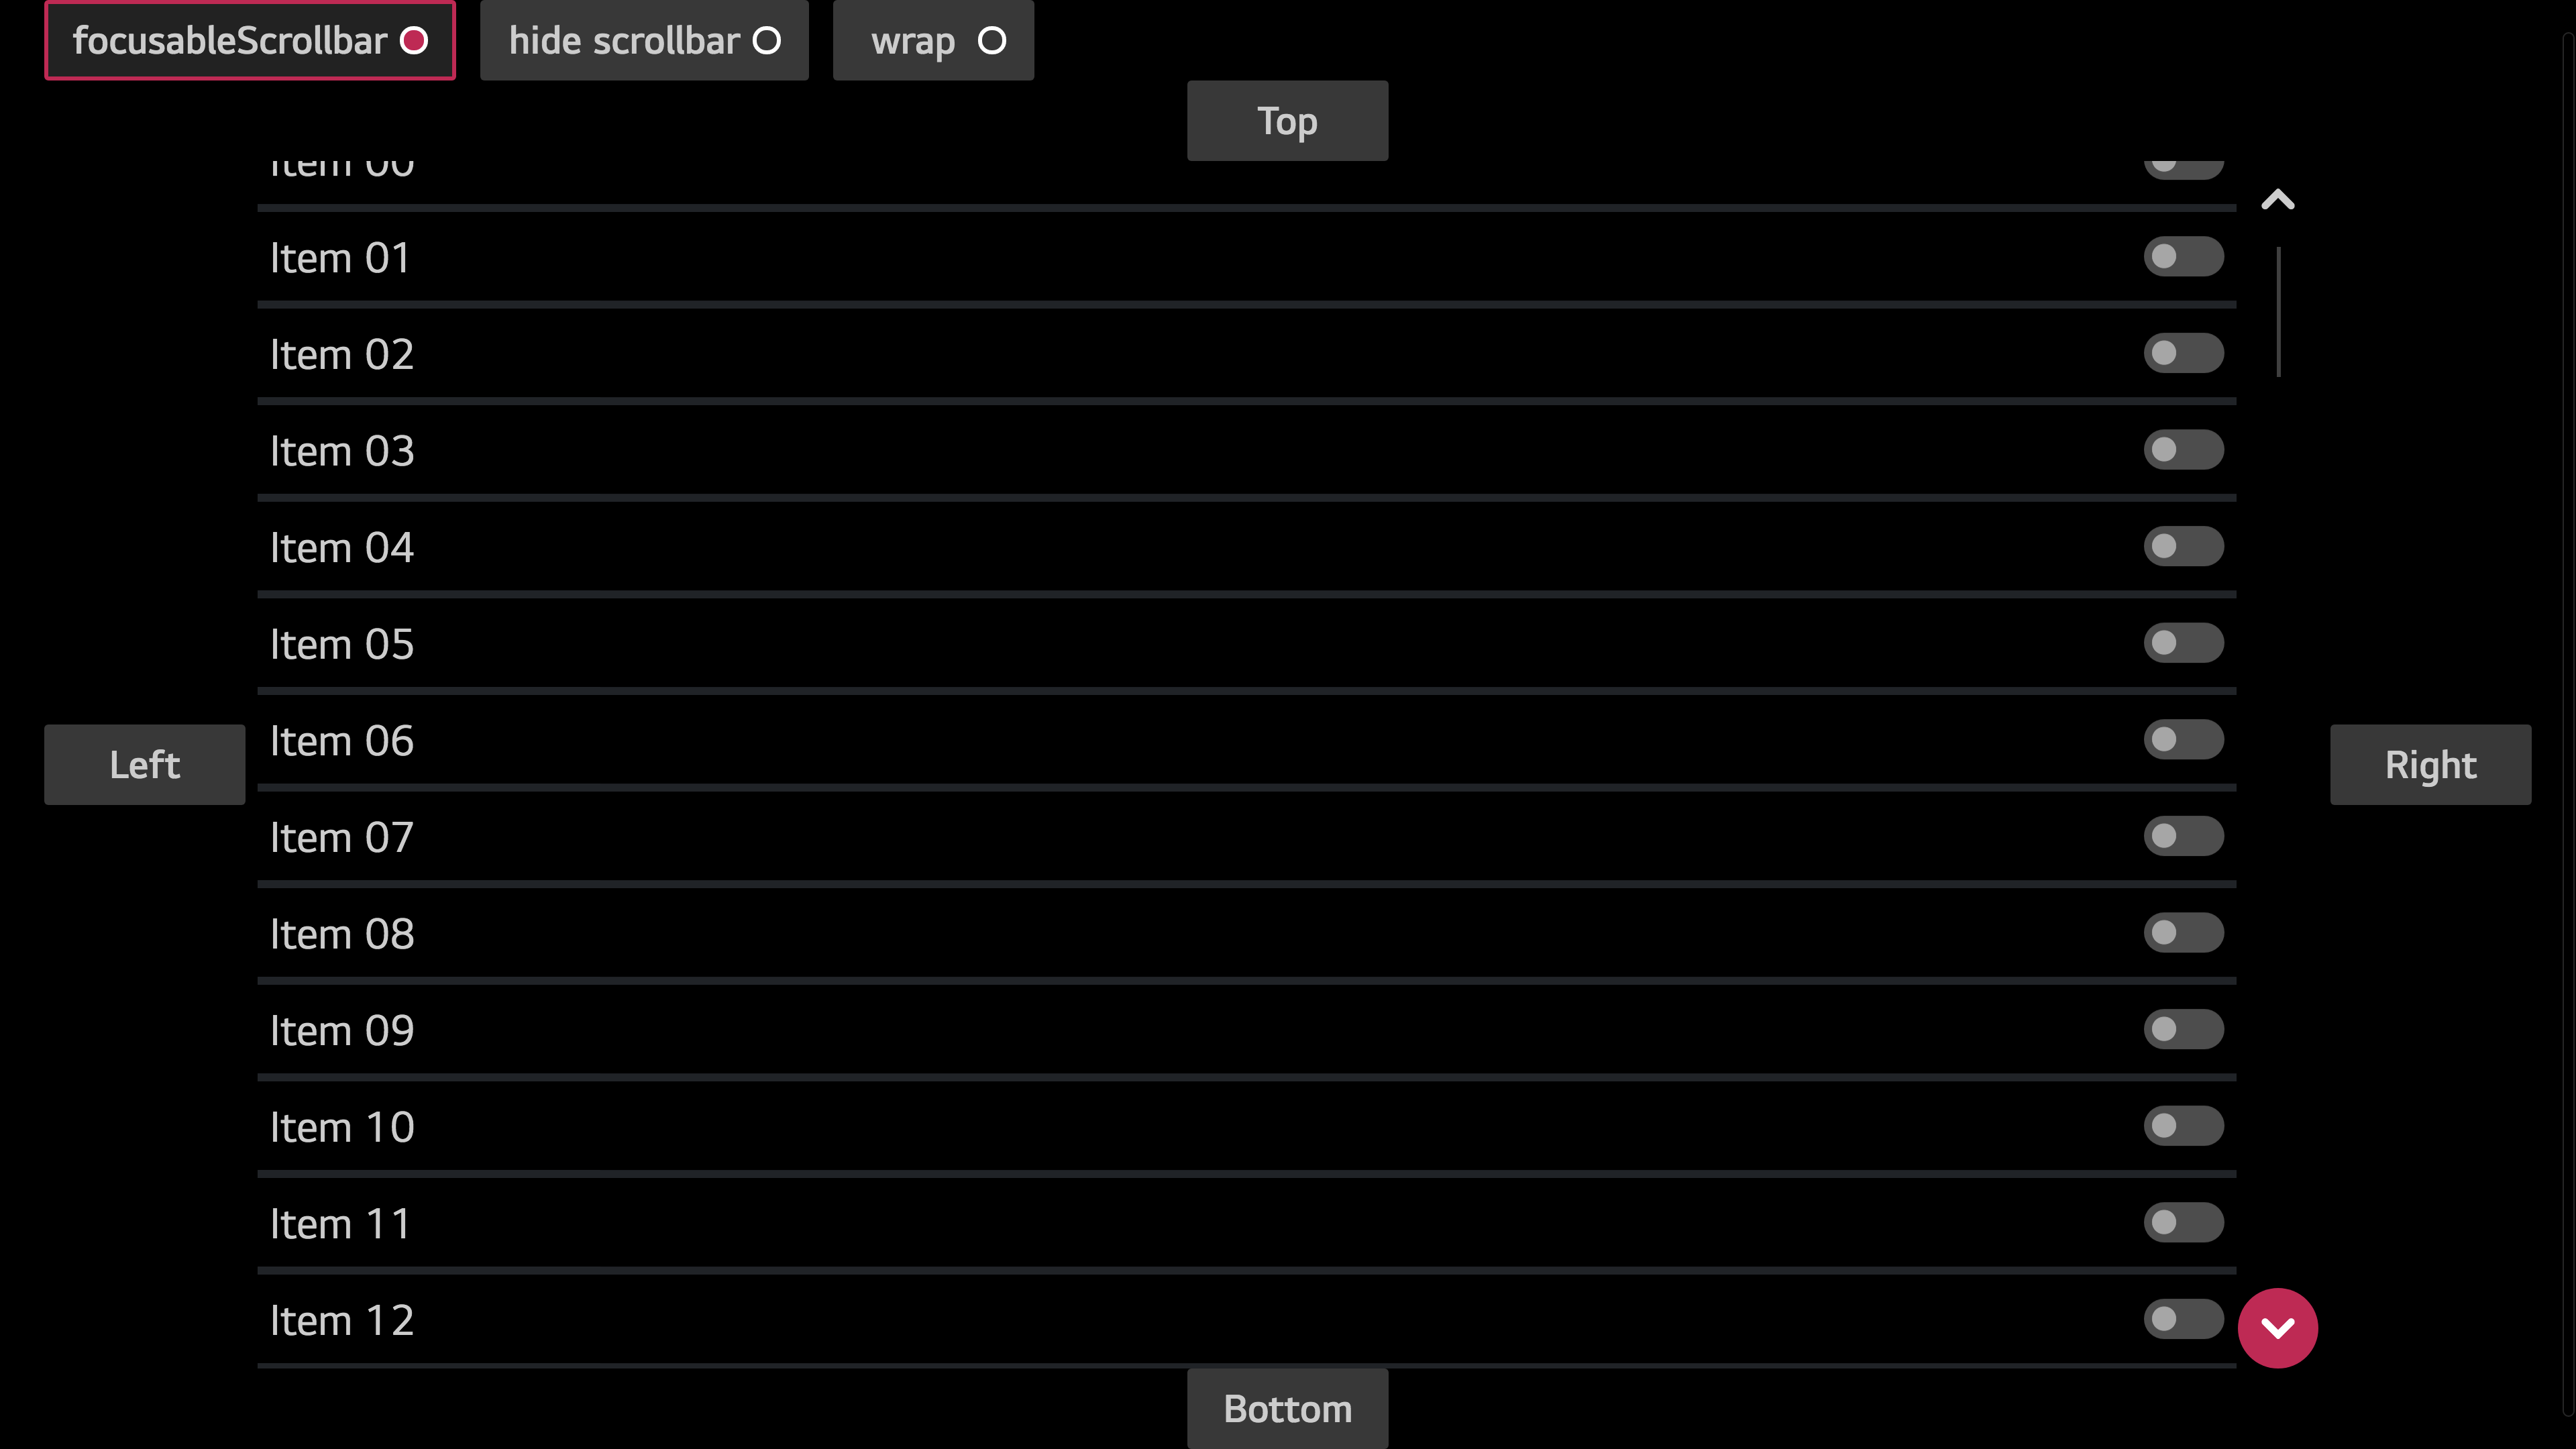 focusableScrollbar
hide scrollbar
wrap
Top
Item 00
Item 01
Item 02
Item 03
Item 04
Item 05
Item 06
Left
Right
Item 07
Item 08
Item 09
Item 10
Item 11
Item 12
Bottom